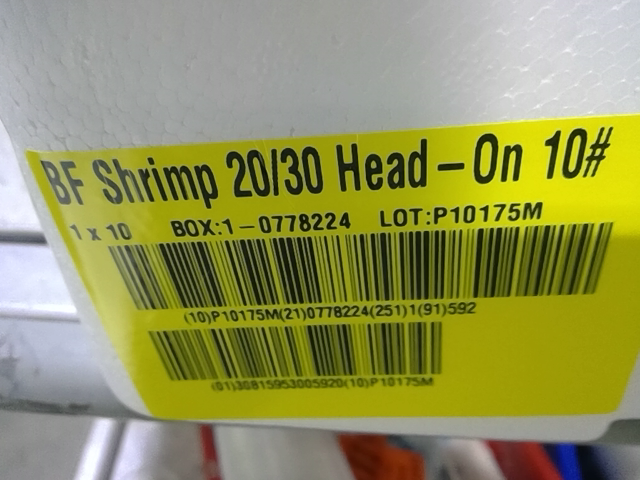 BF Shrimp 20/30 Head-On 10#
1 x 10 BOX:1-0778224 LOT:P10175M
(10)P10175M(21)0778224(251)1(91)592
(01)30815953005920(10)P10175M